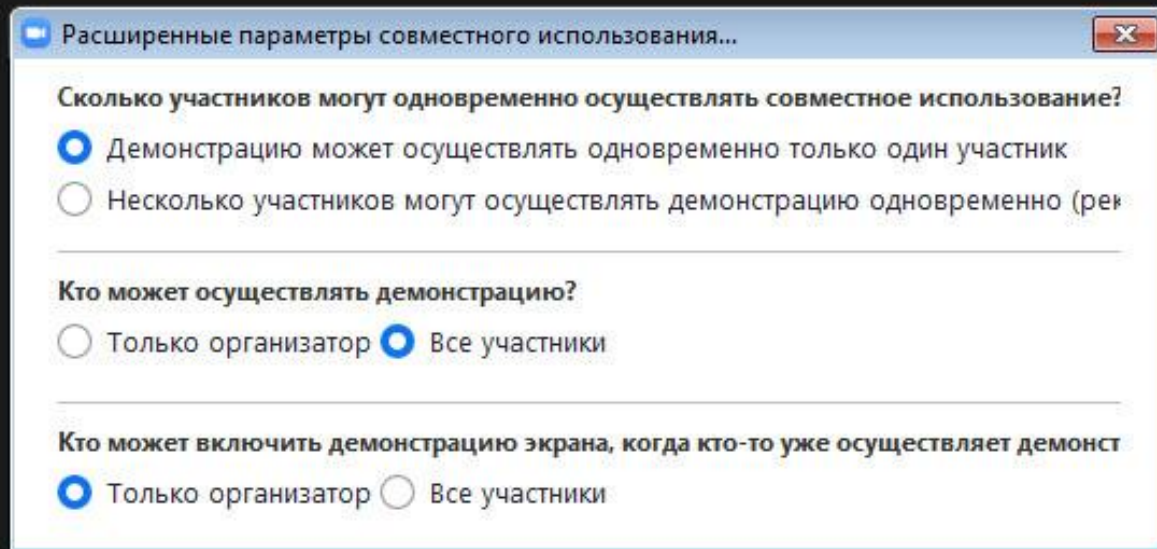 Расширенные параметры совместного использования...
Сколько участников могут одновременно осуществлять совместное использование?
Демонстрацию может осуществлять одновременно только один участник
Несколько участников могут осуществлять демонстрацию одновременно (рек
Кто может осуществлять демонстрацию?
Только организатор Все участники
Кто может включить демонстрацию экрана, когда кто-то уже осуществляет демонст
Только организатор Все участники